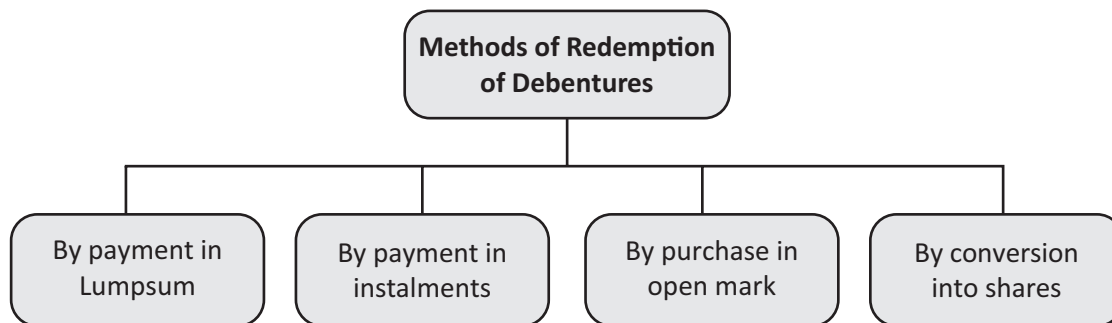 Methods of Redemption
of Debentures
By payment in
Lumpsum
By payment in
instalments
By purchase in
open mark
By conversion
into shares